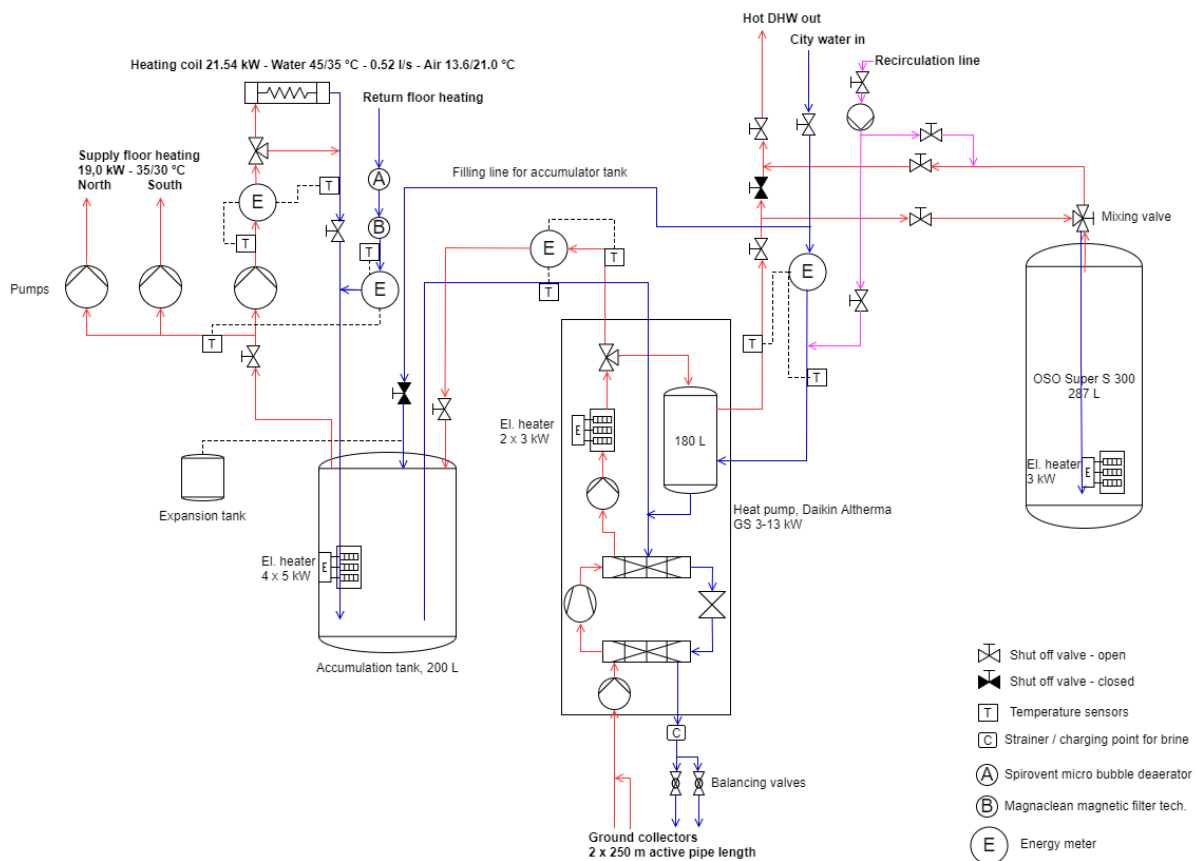 Hot DHW out
City water in
Recirculation line
Heating coil 21.54 kW - Water 45/35 °C - 0.52 l/s - Air 13.6/21.0 °C
Return floor heating
Supply floor heating
19,0 kW - 35/30 °C
North
South
Filling line for accumulator tank
A
B
E
T
T
T
E
T
E
T
T
E
T
T
Mixing valve
Pumps
OSO Super S 300
287 L
El. heater
3 kW
E
El. heater
2 x 3 kW
E
180 L
Heat pump, Daikin Altherma
GS 3-13 kW
Expansion tank
El. heater
4 x 5 kW
E
Accumulation tank, 200 L
C
Balancing valves
Ground collectors
2 x 250 m active pipe length
Shut off valve - open
Shut off valve - closed
T Temperature sensors
C Strainer / charging point for brine
A Spirovent micro bubble deaerator
B Magnaclean magnetic filter tech.
E Energy meter